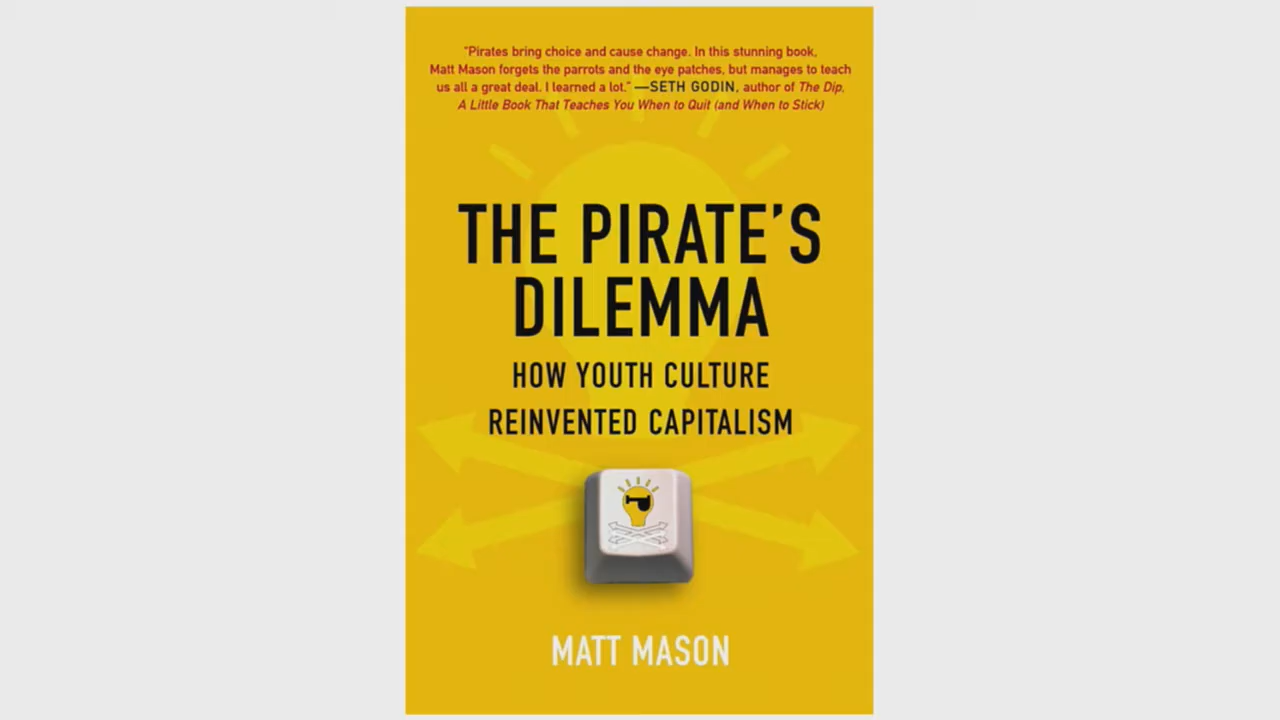 "Pirates bring choice and cause change. In this stunning book,
Matt Mason forgets the parrots and the eye patches, but manages to teach
us all a great deal. I learned a lot." —SETH GODIN, author of The Dip,
A Little Book That Teaches You When to Quit (and When to Stick)
THE PIRATE'S
DILEMMA
HOW YOUTH CULTURE
REINVENTED CAPITALISM
MATT MASON